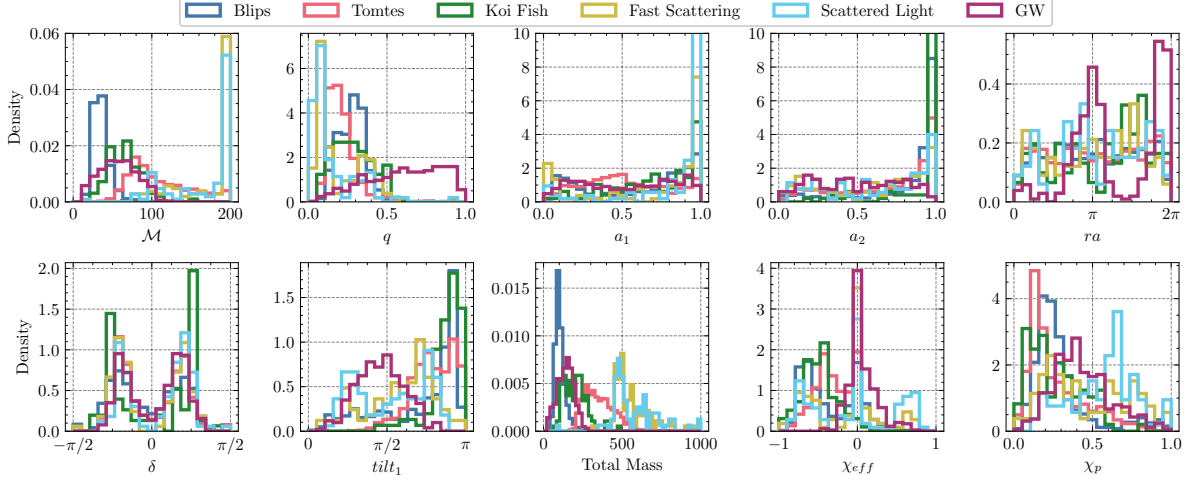 Blips Tomtes Koi Fish Fast Scattering Scattered Light GW
Density
0.06
0.04
0.02
0.00
0 100 200
ℳ
6
4
2
0
0.0 0.5 1.0
q
10
8
6
4
2
0
0.0 0.5 1.0
a₁
10
8
6
4
2
0
0.0 0.5 1.0
a₂
0.4
0.2
0.0
0 π 2π
ra
Density
2.0
1.5
1.0
0.5
0.0
−π/2 0 π/2
δ
1.5
1.0
0.5
0.0
0 π/2 π
tilt₁
0.015
0.010
0.005
0.000
0 5000 1000
Total Mass
4
3
2
1
0
−1 0 1
χ_eff
4
2
0
0.0 0.5 1.0
χ_p